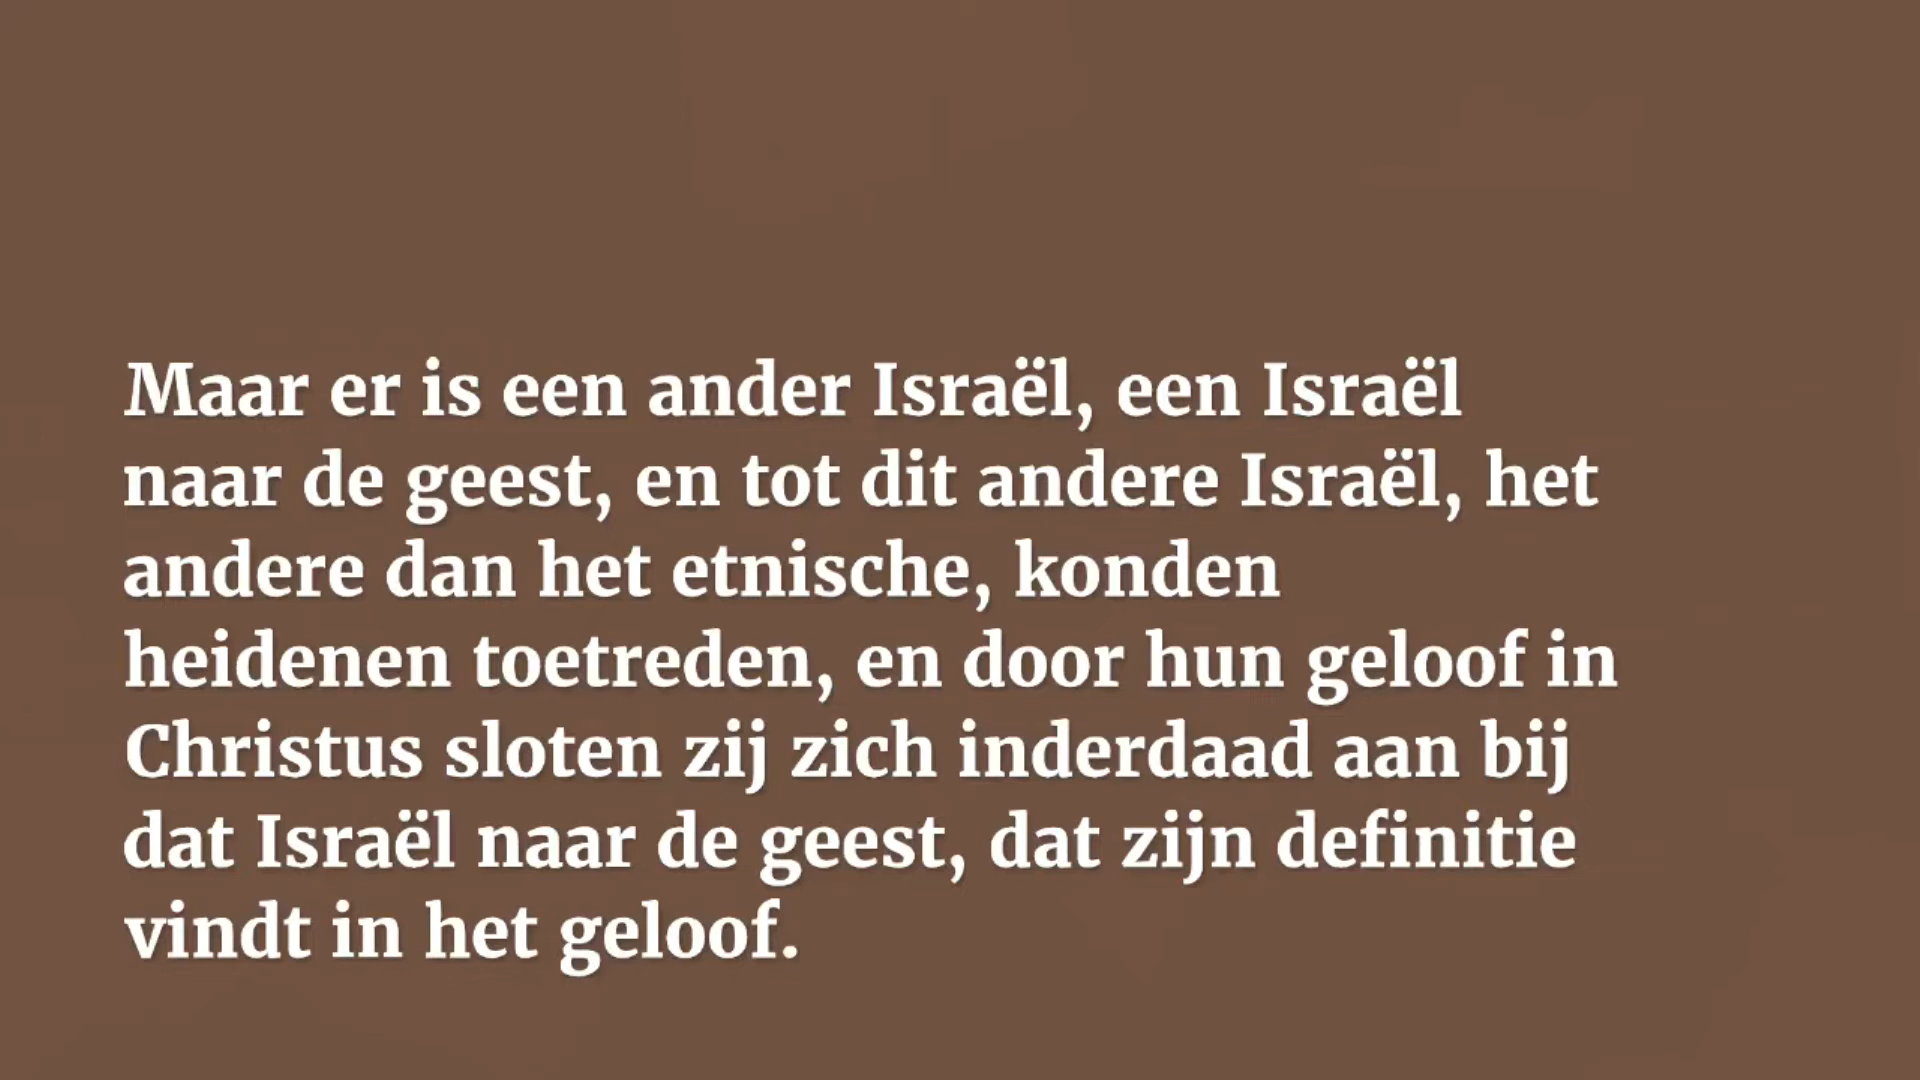 Maar er is een ander Israël, een Israël
naar de geest, en tot dit andere Israël, het
andere dan het etnische, konden
heidenen toetreden, en door hun geloof in
Christus sloten zij zich inderdaad aan bij
dat Israël naar de geest, dat zijn definitie
vindt in het geloof.